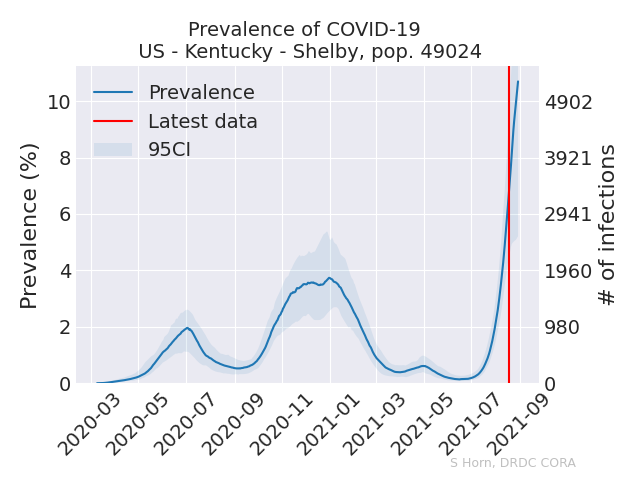 Prevalence of COVID-19
US - Kentucky - Shelby, pop. 49024
Prevalence
Latest data
95CI
Prevalence (%)
10
8
6
4
2
0
4902
3921
2941
1960
980
0
# of infections
2020-03
2020-05
2020-07
2020-09
2020-11
2021-01
2021-03
2021-05
2021-07
2021-09
S Horn, DRDC CORA